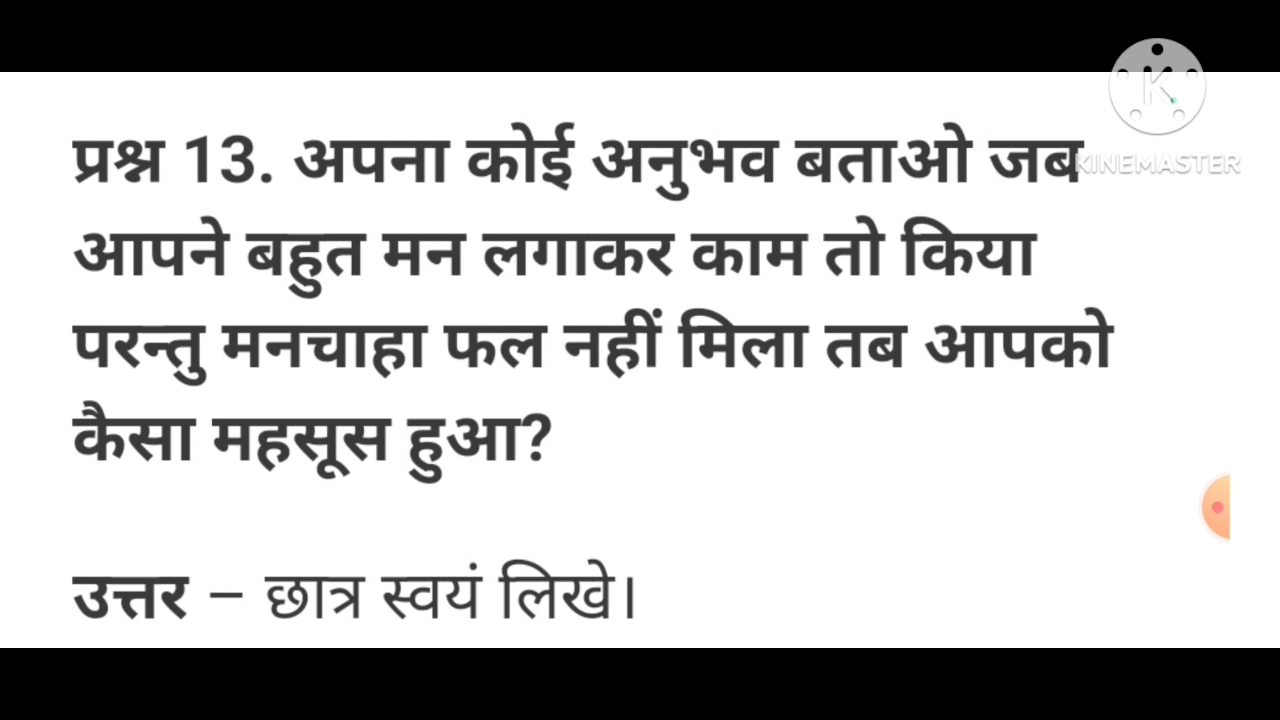 प्रश्न 13. अपना कोई अनुभव बताओ जब
KINEMASTER
आपने बहुत मन लगाकर काम तो किया
परन्तु मनचाहा फल नहीं मिला तब आपको
कैसा महसूस हुआ?
उत्तर – छात्र स्वयं लिखे।